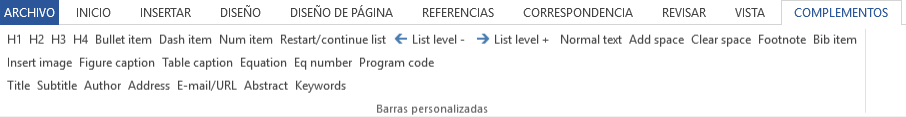 ARCHIVO INICIO INSERTAR DISEÑO DISEÑO DE PÁGINA REFERENCIAS CORRESPONDENCIA REVISAR VISTA COMPLEMENTOS
H1 H2 H3 H4 Bullet item Dash item Num item Restart/continue list List level - List level + Normal text Add space Clear space Footnote Bib item
Insert image Figure caption Table caption Equation Eq number Program code
Title Subtitle Author Address E-mail/URL Abstract Keywords
Barras personalizadas